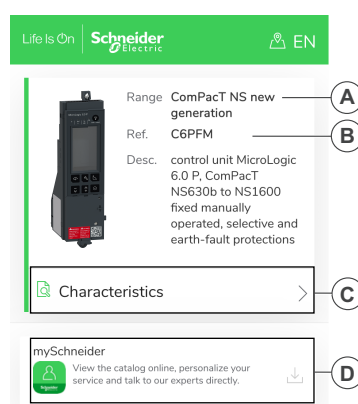 Life Is On | Schneider Electric EN
Range ComPacT NS new generation A
Ref. C6PFM B
Desc. control unit MicroLogic
6.0 P, ComPacT
NS630b to NS1600
fixed manually
operated, selective and
earth-fault protections
Characteristics C
mySchneider
View the catalog online, personalize your
service and talk to our experts directly. D